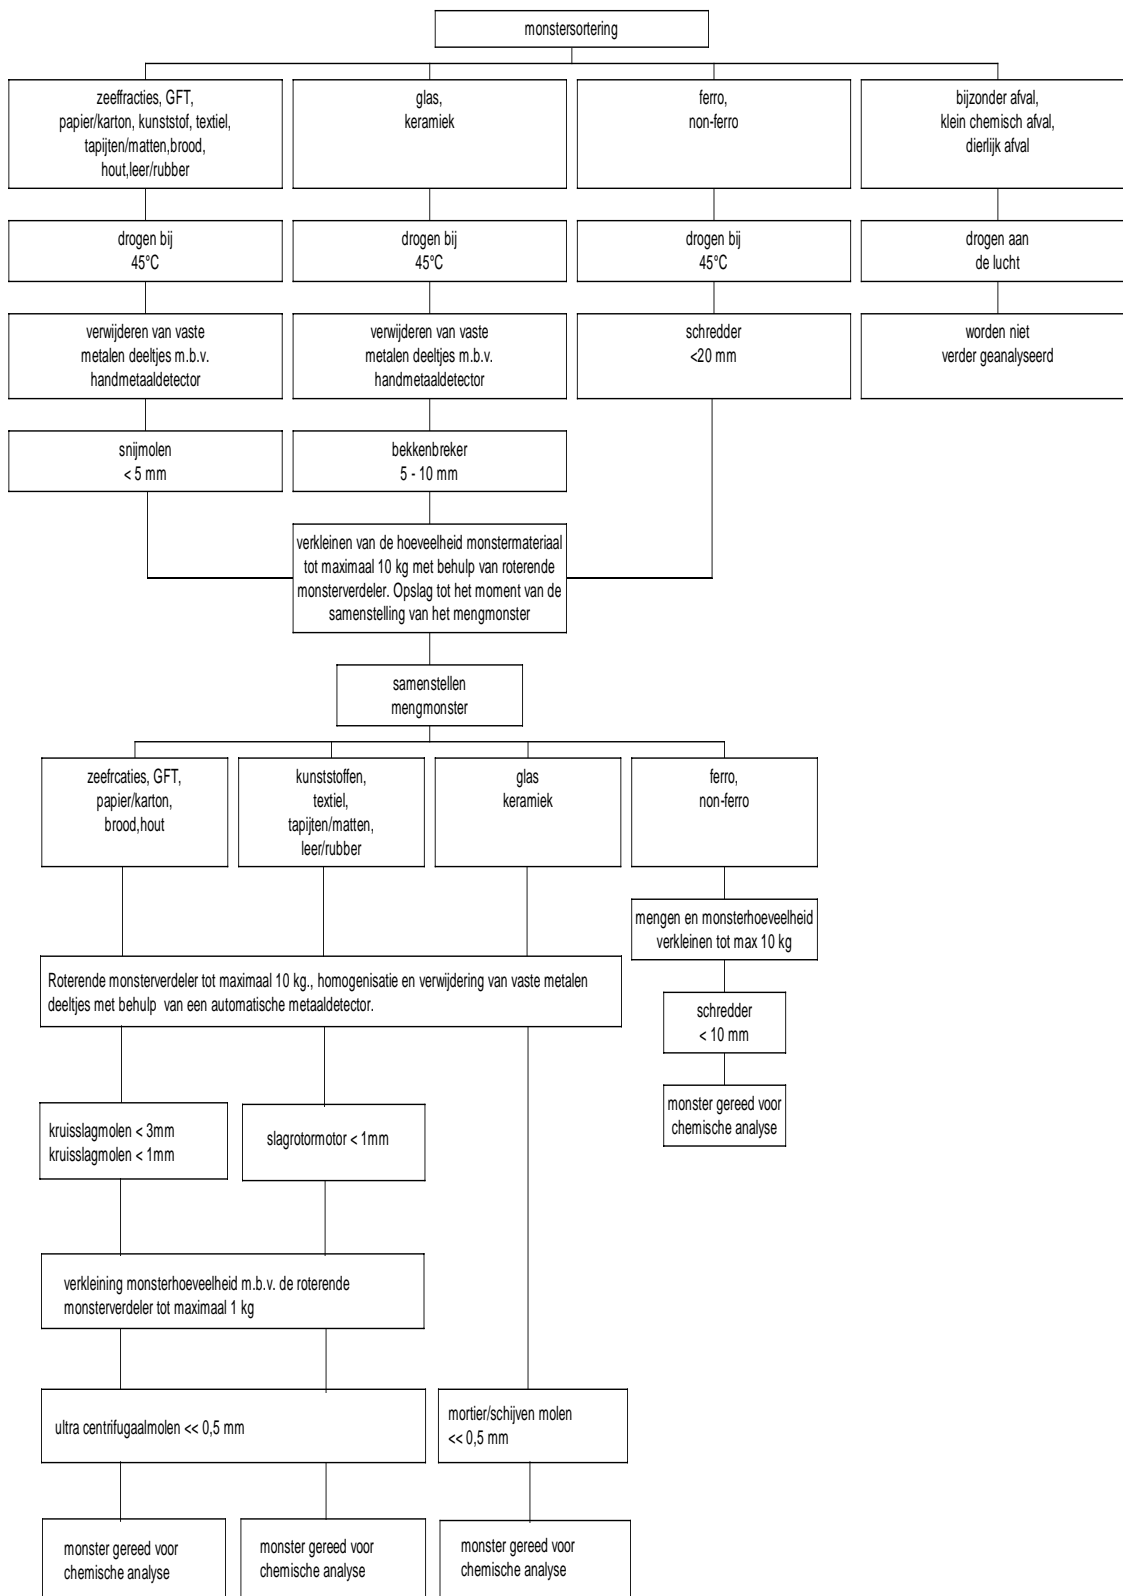 monstersortering
zeeffracties, GFT,
papier/karton, kunststof, textiel,
tapijten/matten,brood,
hout,leer/rubber
glas,
keramiek
ferro,
non-ferro
bijzonder afval,
klein chemisch afval,
dierlijk afval
drogen bij
45°C
drogen bij
45°C
drogen bij
45°C
drogen aan
de lucht
verwijderen van vaste
metalen deeltjes m.b.v.
handmetaaldetector
verwijderen van vaste
metalen deeltjes m.b.v.
handmetaaldetector
schredder
<20 mm
worden niet
verder geanalyseerd
snijmolen
< 5 mm
bekkenbreker
5 - 10 mm
verkleinen van de hoeveelheid monstermateriaal
tot maximaal 10 kg met behulp van roterende
monsterverdeler. Opslag tot het moment van de
samenstelling van het mengmonster
samenstellen
mengmonster
zeefrcaties, GFT,
papier/karton,
brood,hout
kunststoffen,
textiel,
tapijten/matten,
leer/rubber
glas
keramiek
ferro,
non-ferro
mengen en monsterhoeveelheid
verkleinen tot max 10 kg
Roterende monsterverdeler tot maximaal 10 kg., homogenisatie en verwijdering van vaste metalen
deeltjes met behulp van een automatische metaaldetector.
schredder
< 10 mm
monster gereed voor
chemische analyse
kruisslagmolen < 3mm
kruisslagmolen < 1mm
slagrotormotor < 1mm
verkleining monsterhoeveelheid m.b.v. de roterende
monsterverdeler tot maximaal 1 kg
ultra centrifugaalmolen << 0,5 mm
mortier/schijven molen
<< 0,5 mm
monster gereed voor
chemische analyse
monster gereed voor
chemische analyse
monster gereed voor
chemische analyse